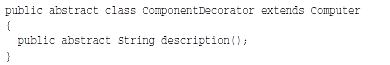 public abstract class ComponentDecorator extends Computer
{
  public abstract String description();
}